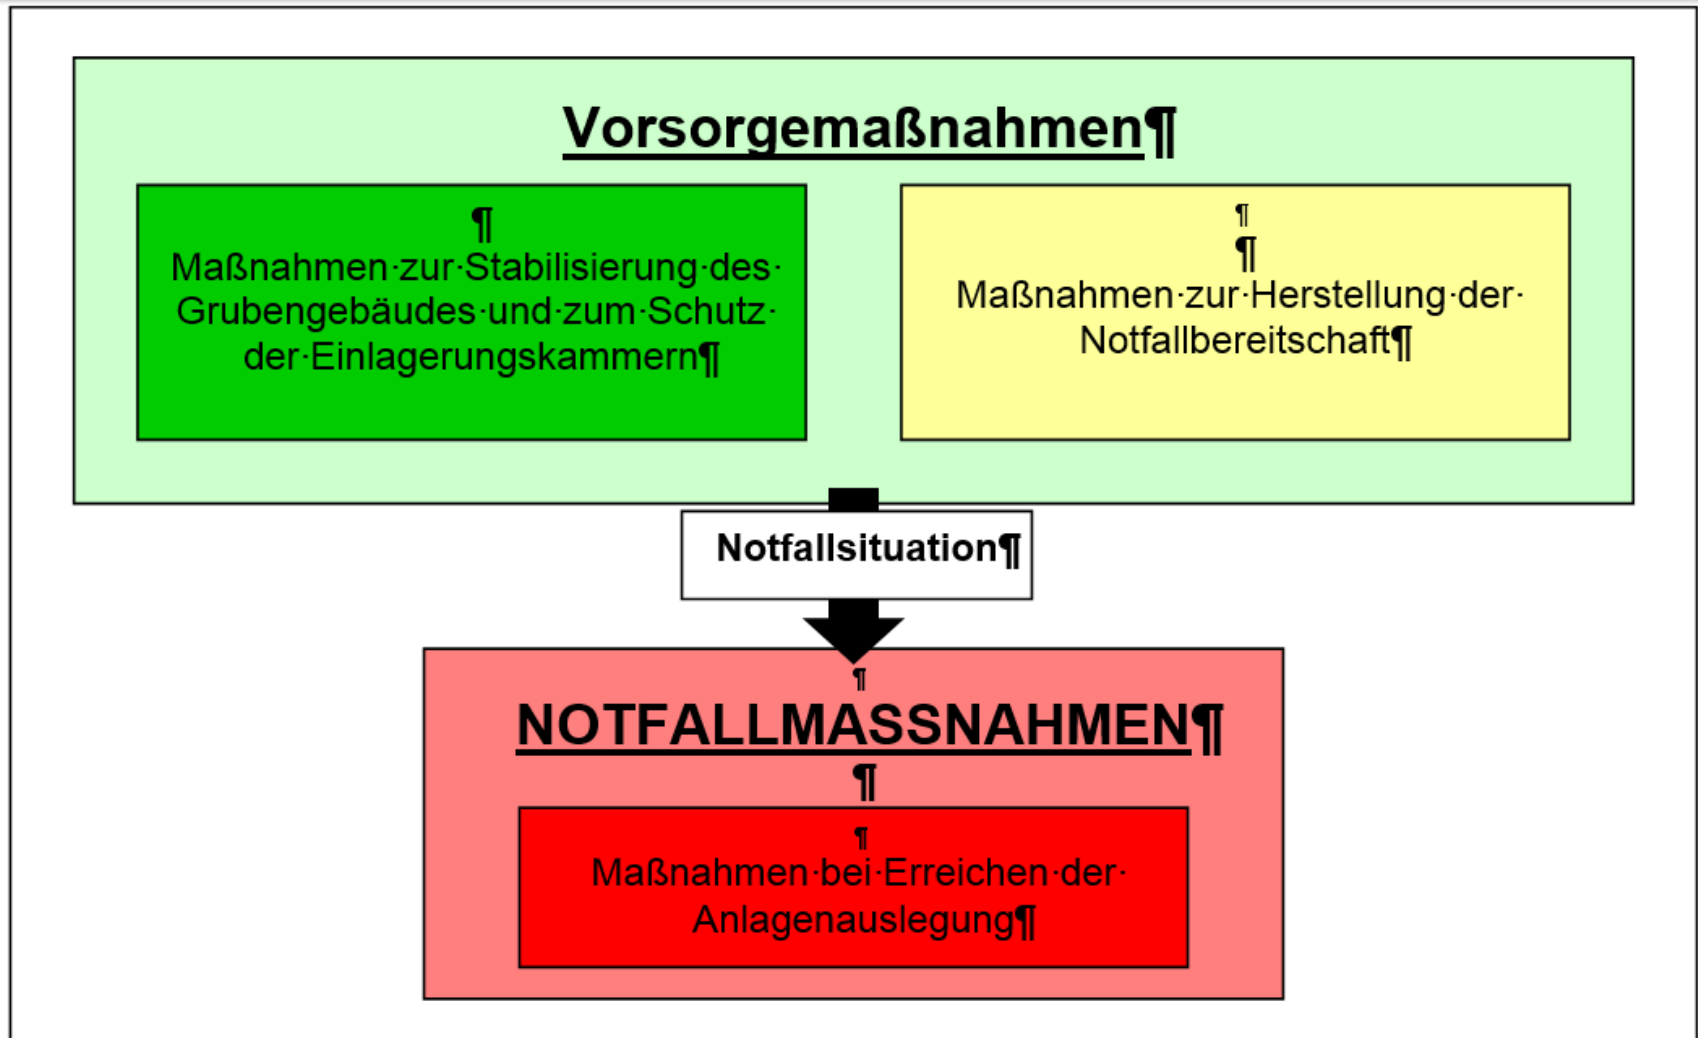 Vorsorgemaßnahmen¶
¶
Maßnahmen·zur·Stabilisierung·des·
Grubengebäudes·und·zum·Schutz·
der·Einlagerungskammern¶
¶
¶
Maßnahmen·zur·Herstellung·der·
Notfallbereitschaft¶
Notfallsituation¶
¶
NOTFALLMASSNAHMEN¶
¶
¶
Maßnahmen·bei·Erreichen·der·
Anlagenauslegung¶